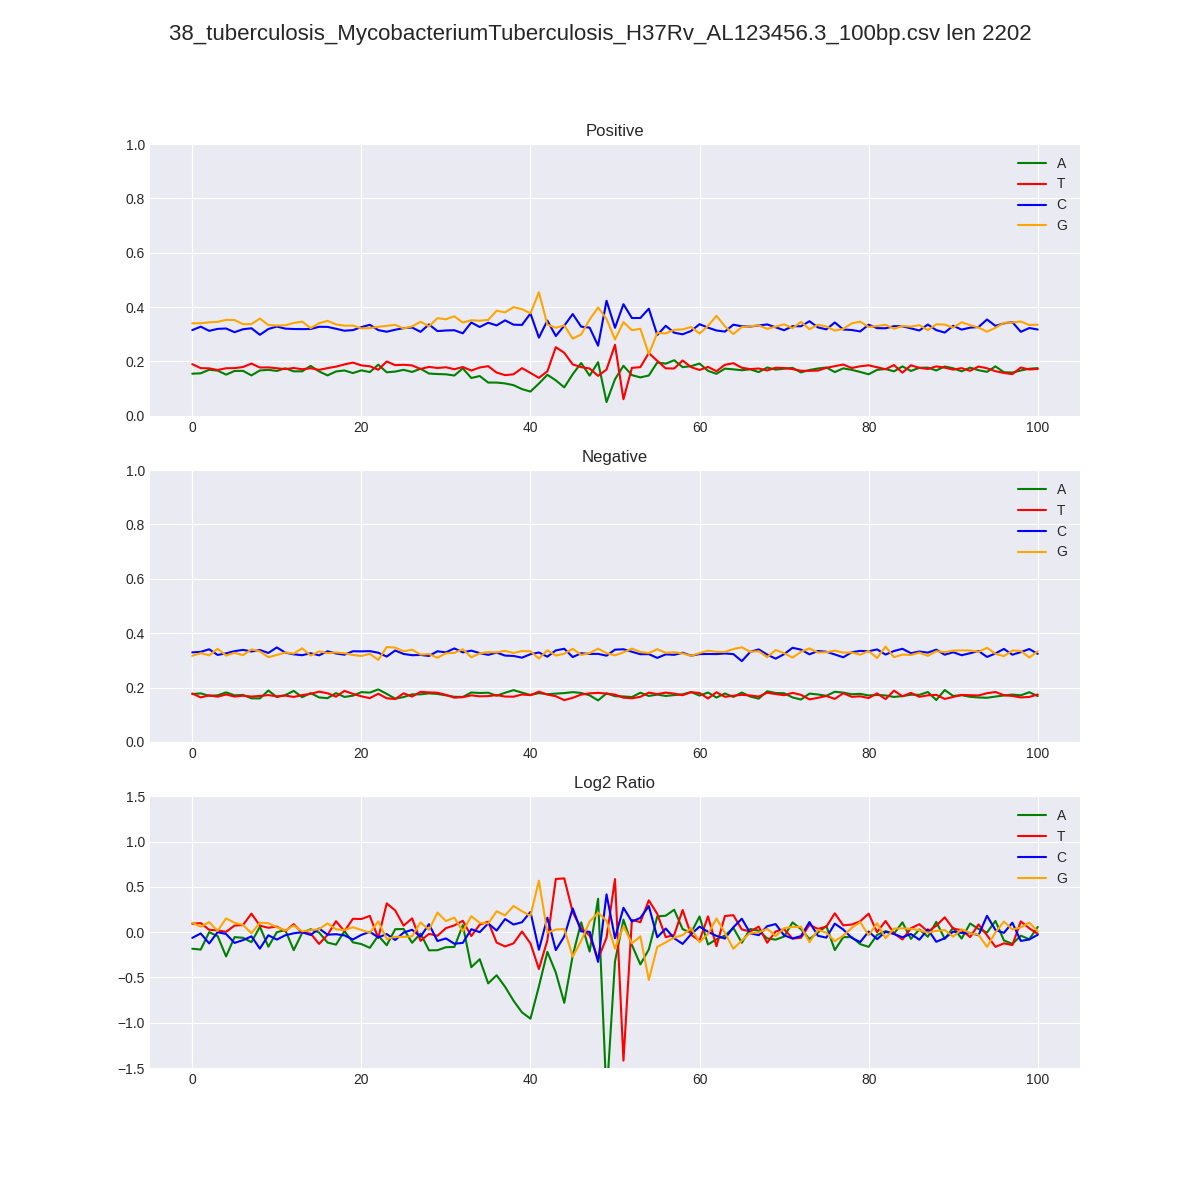 38_tuberculosis_MycobacteriumTuberculosis_H37Rv_AL123456.3_100bp.csv len 2202
Positive
1.0
0.8
0.6
0.4
0.2
0.0
0 20 40 60 80 100
A
T
C
G
Negative
1.0
0.8
0.6
0.4
0.2
0.0
0 20 40 60 80 100
A
T
C
G
Log2 Ratio
1.5
1.0
0.5
0.0
−0.5
−1.0
−1.5
0 20 40 60 80 100
A
T
C
G